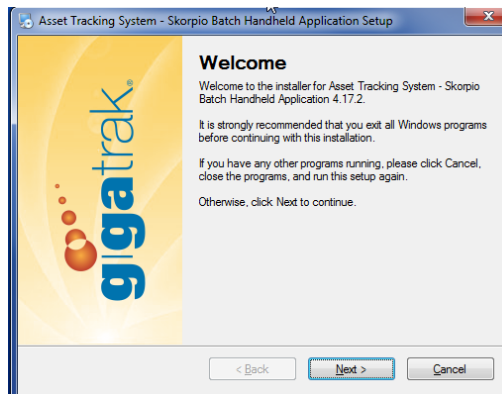 Asset Tracking System - Skorpio Batch Handheld Application Setup
gigatrak®
Welcome
Welcome to the installer for Asset Tracking System - Skorpio
Batch Handheld Application 4.17.2.
It is strongly recommended that you exit all Windows programs
before continuing with this installation.
If you have any other programs running, please click Cancel,
close the programs, and run this setup again.
Otherwise, click Next to continue.
< Back
Next >
Cancel